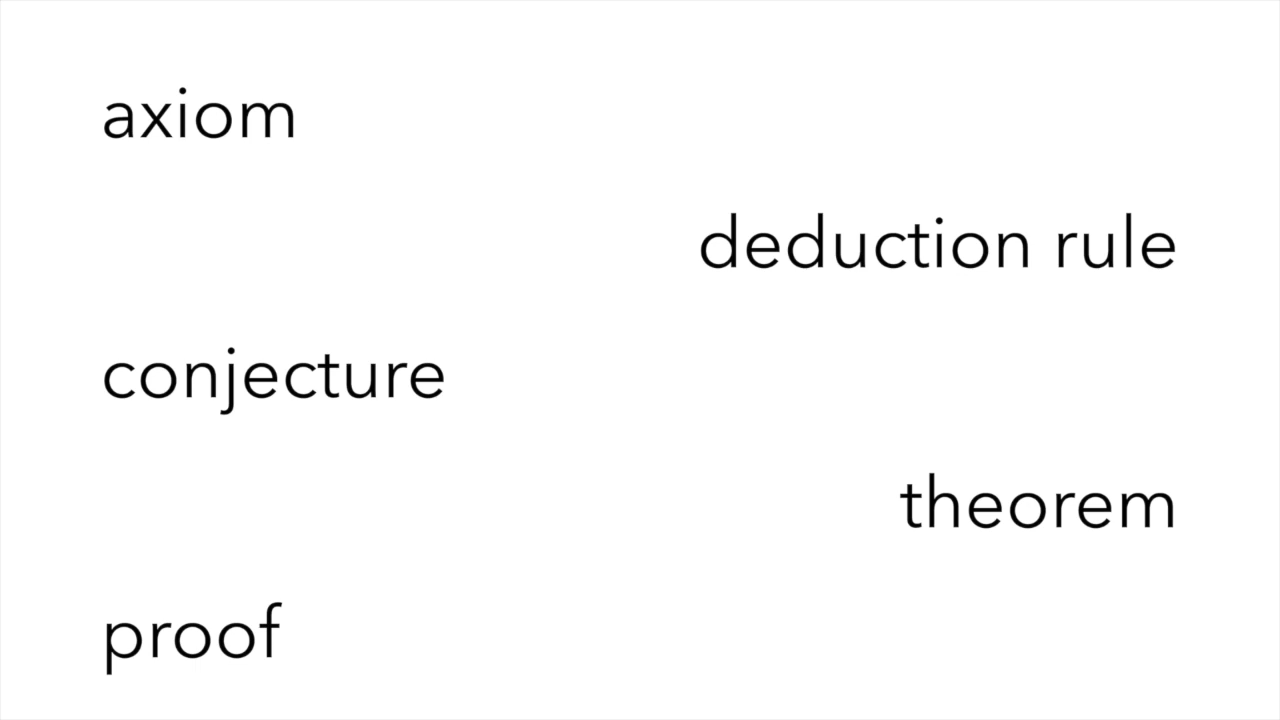 axiom
deduction rule
conjecture
theorem
proof